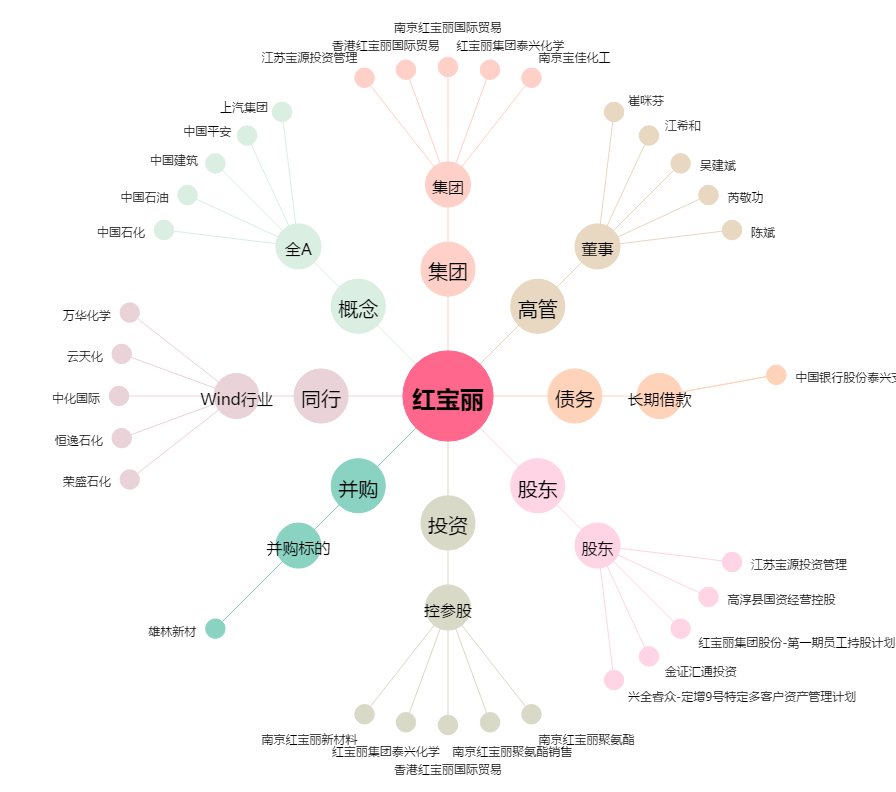 南京红宝丽国际贸易
香港红宝丽国际贸易
红宝丽集团泰兴化学
江苏宝源投资管理
南京宝佳化工
集团
集团
上汽集团
中国平安
中国建筑
中国石油
中国石化
全A
概念
崔咪芬
江希和
吴建斌
芮敬功
陈斌
董事
高管
万华化学
云天化
中化国际
恒逸石化
荣盛石化
Wind行业
同行
红宝丽
债务
长期借款
中国银行股份泰兴支
并购
并购标的
雄林新材
投资
控参股
南京红宝丽新材料
红宝丽集团泰兴化学
香港红宝丽国际贸易
南京红宝丽聚氨酯销售
南京红宝丽聚氨酯
股东
股东
江苏宝源投资管理
高淳县国资经营控股
红宝丽集团股份-第一期员工持股计划
金证汇通投资
兴全睿众-定增9号特定多客户资产管理计划